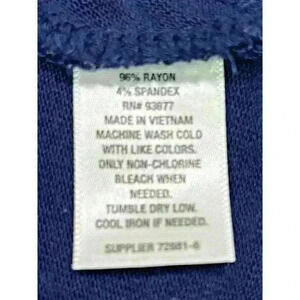 96% RAYON
4% SPANDEX
RN# 93677
MADE IN VIETNAM
MACHINE WASH COLD
WITH LIKE COLORS.
ONLY NON-CHLORINE
BLEACH WHEN
NEEDED.
TUMBLE DRY LOW.
COOL IRON IF NEEDED.
SUPPLIER 72981-6